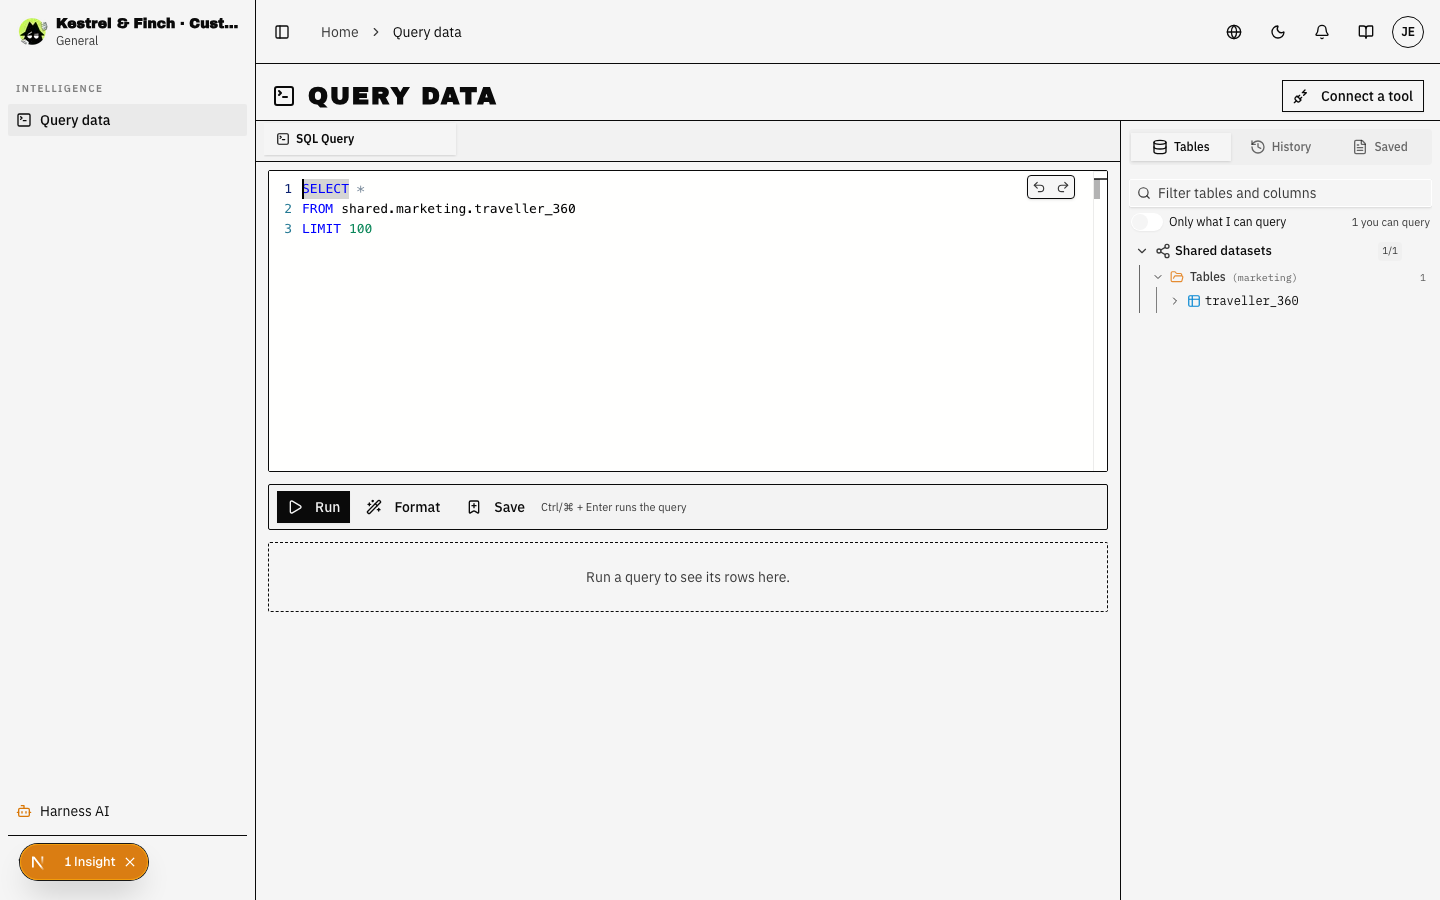 Kestrel & Finch · Cust...
General
INTELLIGENCE
Query data
Harness AI
1 Insight
Home
Query data
JE
QUERY DATA
Connect a tool
SQL Query
1 SELECT *
2 FROM shared.marketing.traveller_360
3 LIMIT 100
Run
Format
Save
Ctrl/⌘ + Enter runs the query
Run a query to see its rows here.
Tables
History
Saved
Filter tables and columns
Only what I can query
1 you can query
Shared datasets
1/1
Tables (marketing)
1
traveller_360